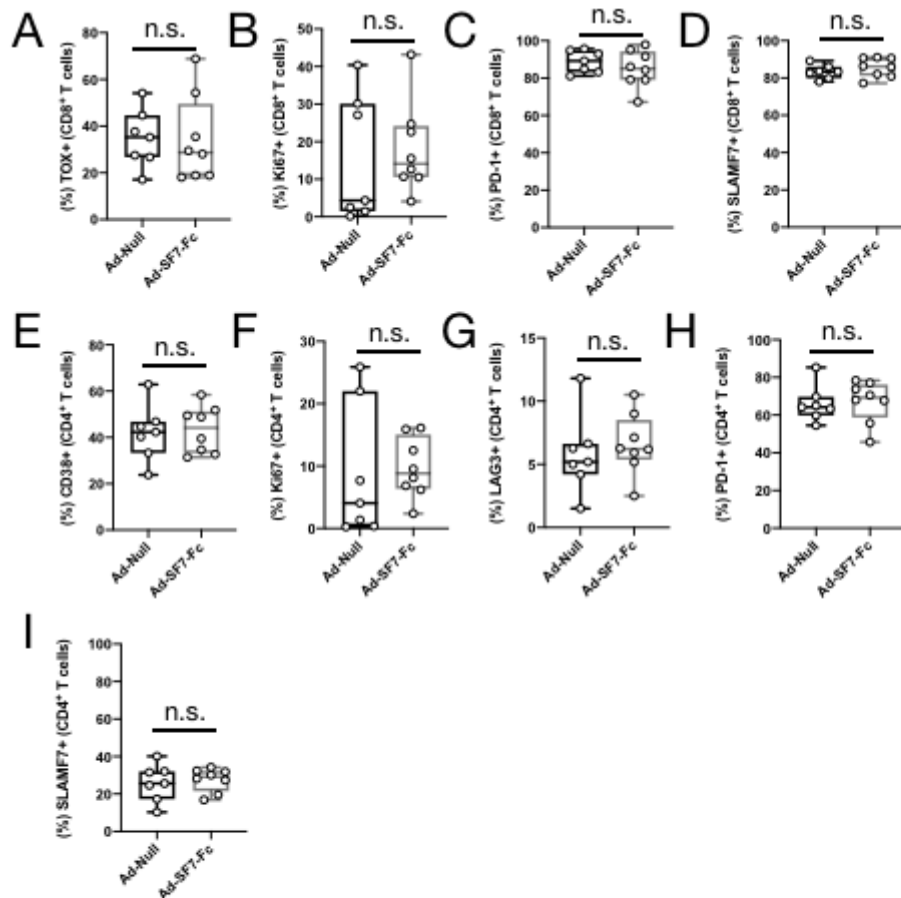 A
n.s.
(%) TOX+ (CD8⁺ T cells)
80
60
40
20
0
Ad-Null
Ad-SF7-Fc
B
n.s.
(%) Ki67+ (CD8⁺ T cells)
50
40
30
20
10
0
Ad-Null
Ad-SF7-Fc
C
n.s.
(%) PD-1+ (CD8⁺ T cells)
100
80
60
40
20
0
Ad-Null
Ad-SF7-Fc
D
n.s.
(%) SLAMF7+ (CD8⁺ T cells)
100
80
60
40
20
0
Ad-Null
Ad-SF7-Fc
E
n.s.
(%) CD38+ (CD4⁺ T cells)
80
60
40
20
0
Ad-Null
Ad-SF7-Fc
F
n.s.
(%) Ki67+ (CD4⁺ T cells)
30
20
10
0
Ad-Null
Ad-SF7-Fc
G
n.s.
(%) LAG3+ (CD4⁺ T cells)
15
10
5
0
Ad-Null
Ad-SF7-Fc
H
n.s.
(%) PD-1+ (CD4⁺ T cells)
100
80
60
40
20
0
Ad-Null
Ad-SF7-Fc
I
n.s.
(%) SLAMF7+ (CD4⁺ T cells)
100
80
60
40
20
0
Ad-Null
Ad-SF7-Fc